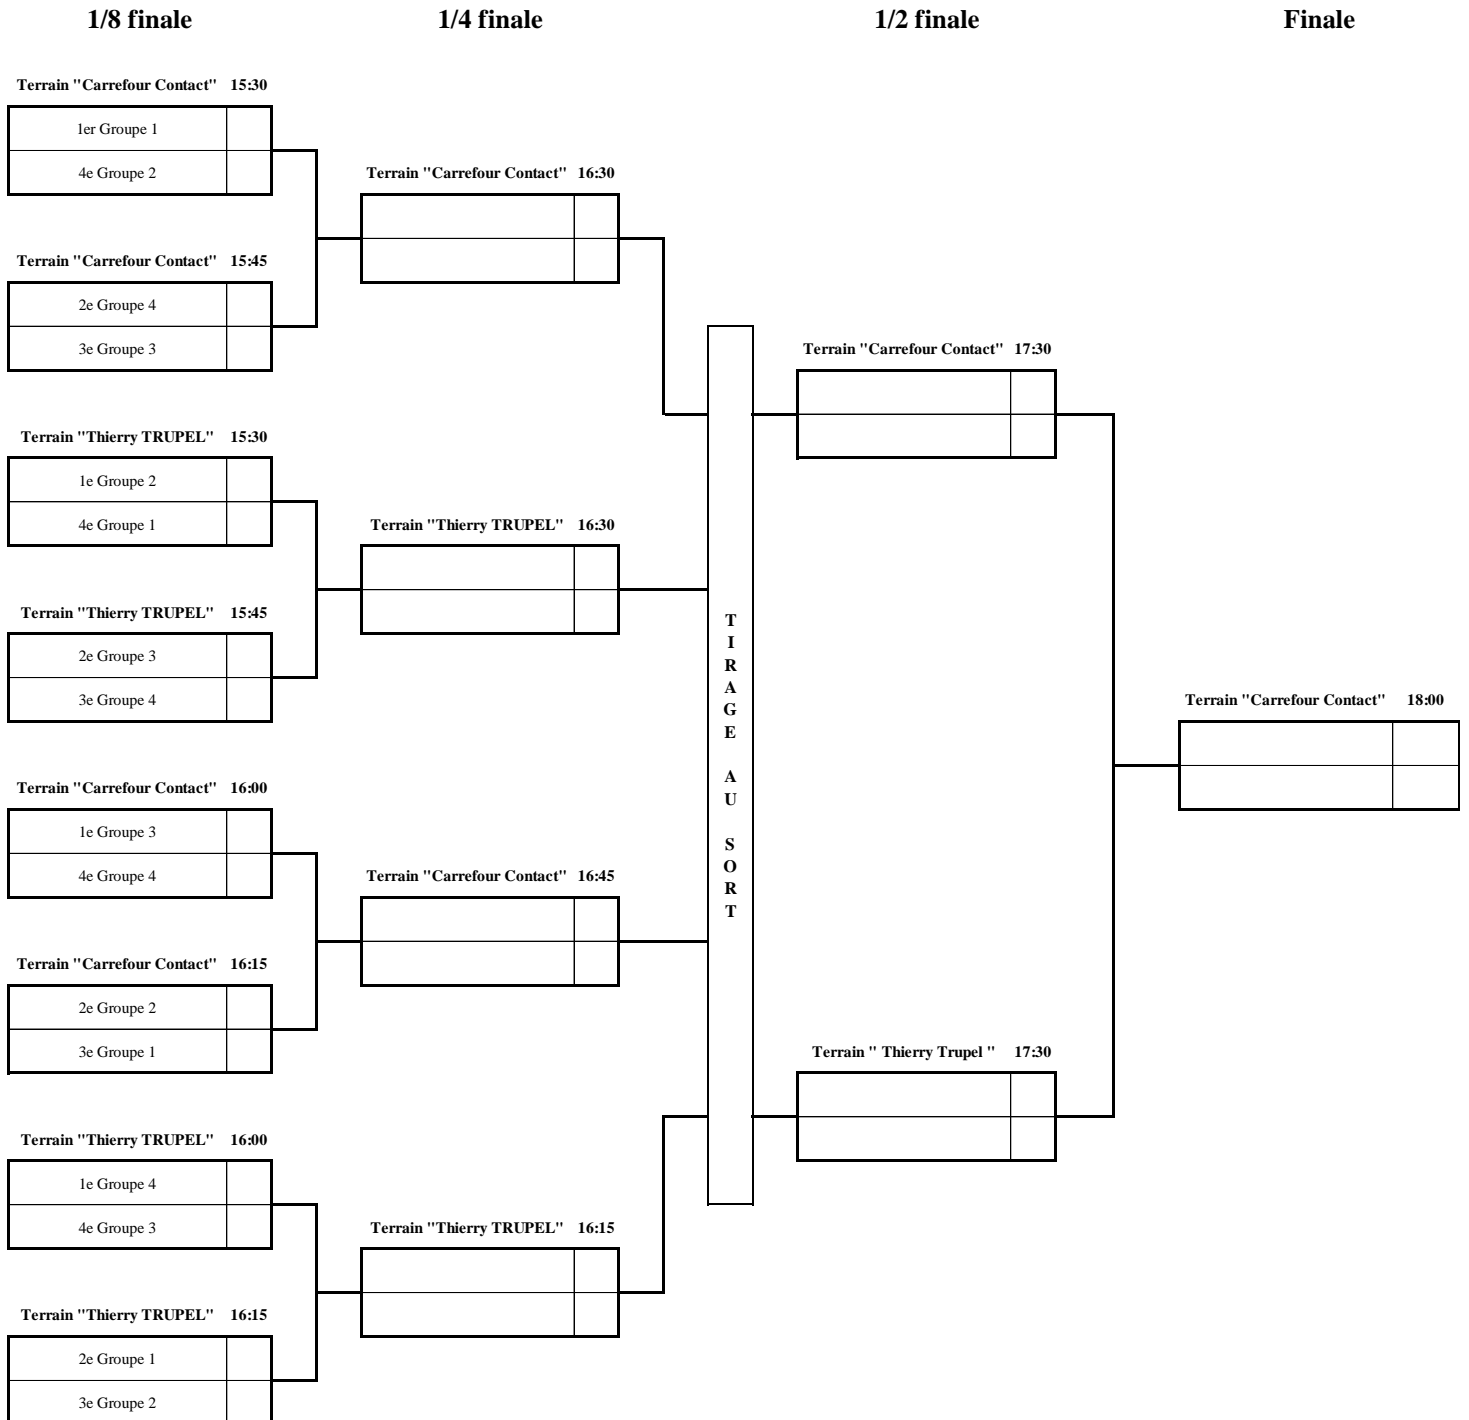 1/8 finale
1/4 finale
1/2 finale
Finale
Terrain "Carrefour Contact" 15:30
1er Groupe 1
4e Groupe 2
Terrain "Carrefour Contact" 15:45
2e Groupe 4
3e Groupe 3
Terrain "Thierry TRUPEL" 15:30
1e Groupe 2
4e Groupe 1
Terrain "Thierry TRUPEL" 15:45
2e Groupe 3
3e Groupe 4
Terrain "Carrefour Contact" 16:00
1e Groupe 3
4e Groupe 4
Terrain "Carrefour Contact" 16:15
2e Groupe 2
3e Groupe 1
Terrain "Thierry TRUPEL" 16:00
1e Groupe 4
4e Groupe 3
Terrain "Thierry TRUPEL" 16:15
2e Groupe 1
3e Groupe 2
Terrain "Carrefour Contact" 16:30
Terrain "Thierry TRUPEL" 16:30
Terrain "Carrefour Contact" 16:45
Terrain "Thierry TRUPEL" 16:15
TIRAGE AU SORT
Terrain "Carrefour Contact" 17:30
Terrain " Thierry Trupel " 17:30
Terrain "Carrefour Contact" 18:00